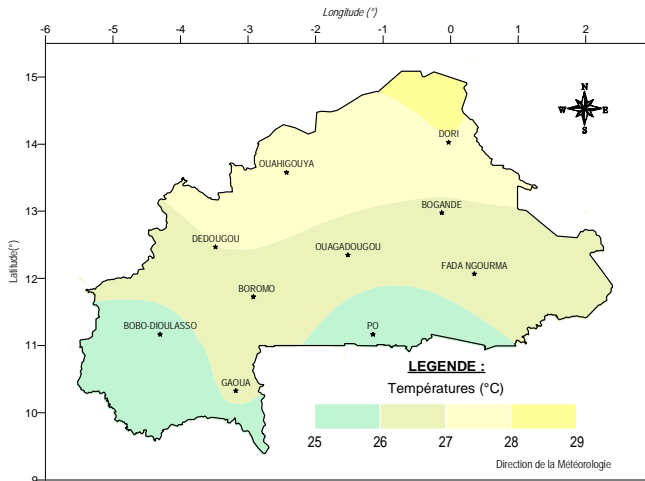 Longitude (°)
-6 -5 -4 -3 -2 -1 0 1 2
15
14
13
12
11
10
9
Latitude(°)
N
W E
S
DORI
OUAHIGOUYA
BOGANDE
DEDOUGOU
OUAGADOUGOU
FADA NGOURMA
BOROMO
BOBO-DIOULASSO
PO
GAOUA
LEGENDE :
Températures (°C)
25 26 27 28 29
Direction de la Météorologie